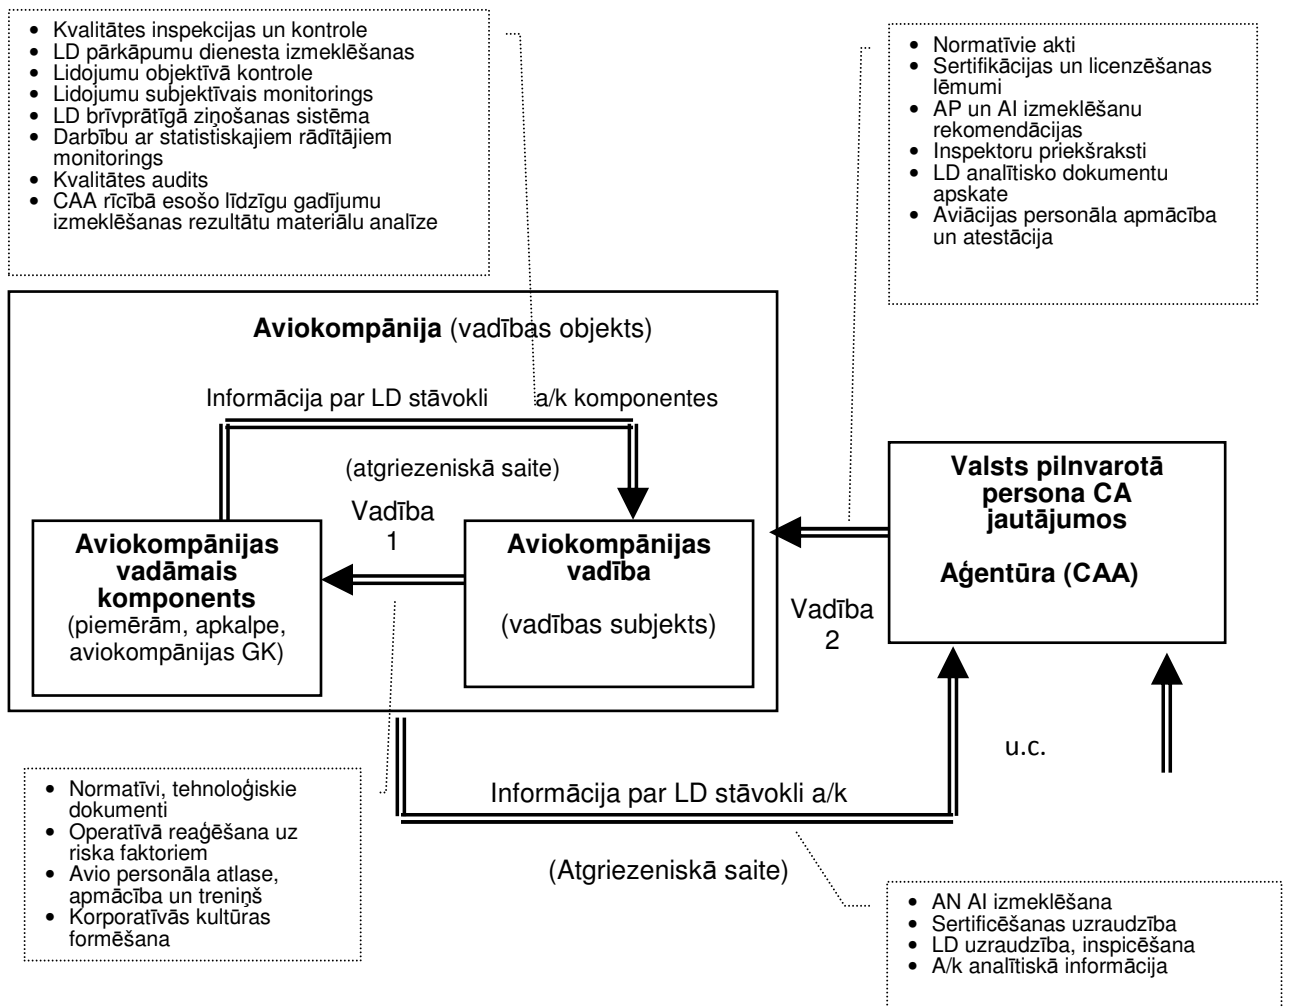 • Kvalitātes inspekcijas un kontrole
• LD pārkāpumu dienesta izmeklēšanas
• Lidojumu objektīvā kontrole
• Lidojumu subjektīvais monitorings
• LD brīvprātīgā ziņošanas sistēma
• Darbību ar statistiskajiem rādītājiem
monitorings
• Kvalitātes audits
• CAA rīcībā esošo līdzīgu gadījumu
izmeklēšanas rezultātu materiālu analīze
• Normatīvie akti
• Sertifikācijas un licenzēšanas
lēmumi
• AP un AI izmeklēšanu
rekomendācijas
• Inspektoru priekšraksti
• LD analītisko dokumentu
apskate
• Aviācijas personāla apmācība
un atestācija
Aviokompānija (vadības objekts)
Informācija par LD stāvokli a/k komponentes
(atgriezeniskā saite)
Vadība
1
Aviokompānijas
vadāmais
komponents
(piemērām, apkalpe,
aviokompānijas GK)
Aviokompānijas
vadība
(vadības subjekts)
Vadība
2
Valsts pilnvarotā
persona CA
jautājumos
Aģentūra (CAA)
u.c.
Informācija par LD stāvokli a/k
(Atgriezeniskā saite)
• Normatīvi, tehnoloģiskie
dokumenti
• Operatīvā reaģēšana uz
riska faktoriem
• Avio personāla atlase,
apmācība un treniņš
• Korporatīvās kultūras
formēšana
• AN AI izmeklēšana
• Sertificēšanas uzraudzība
• LD uzraudzība, inspicēšana
• A/k analītiskā informācija